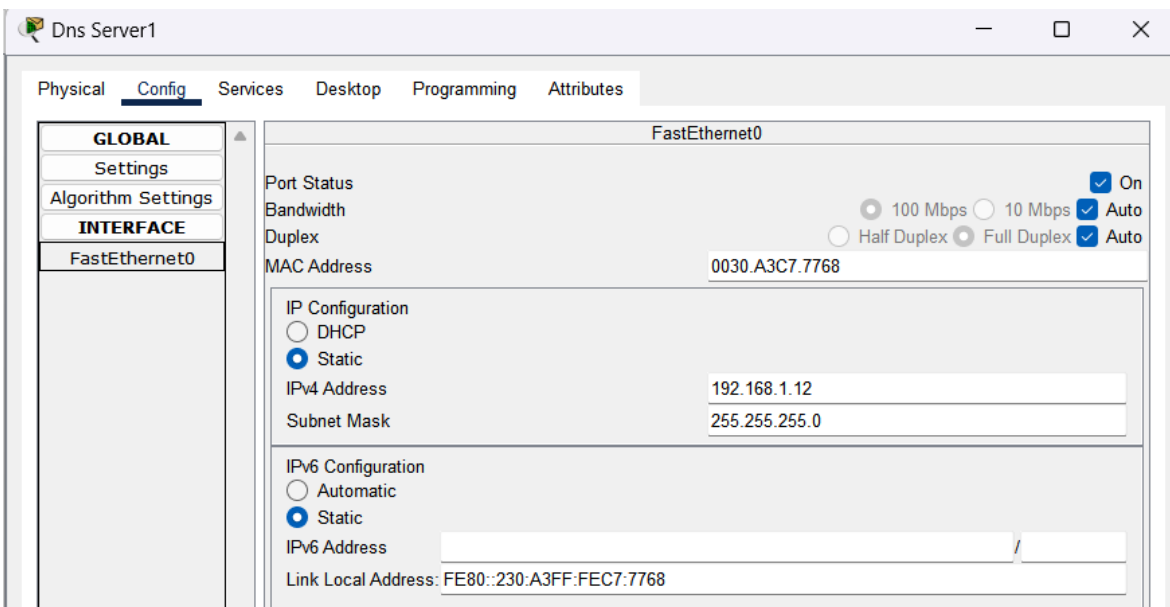 Dns Server1
Physical Config Services Desktop Programming Attributes
GLOBAL
Settings
Algorithm Settings
INTERFACE
FastEthernet0
FastEthernet0
Port Status On
Bandwidth 100 Mbps 10 Mbps Auto
Duplex Half Duplex Full Duplex Auto
MAC Address 0030.A3C7.7768
IP Configuration
DHCP
Static
IPv4 Address 192.168.1.12
Subnet Mask 255.255.255.0
IPv6 Configuration
Automatic
Static
IPv6 Address /
Link Local Address: FE80::230:A3FF:FEC7:7768